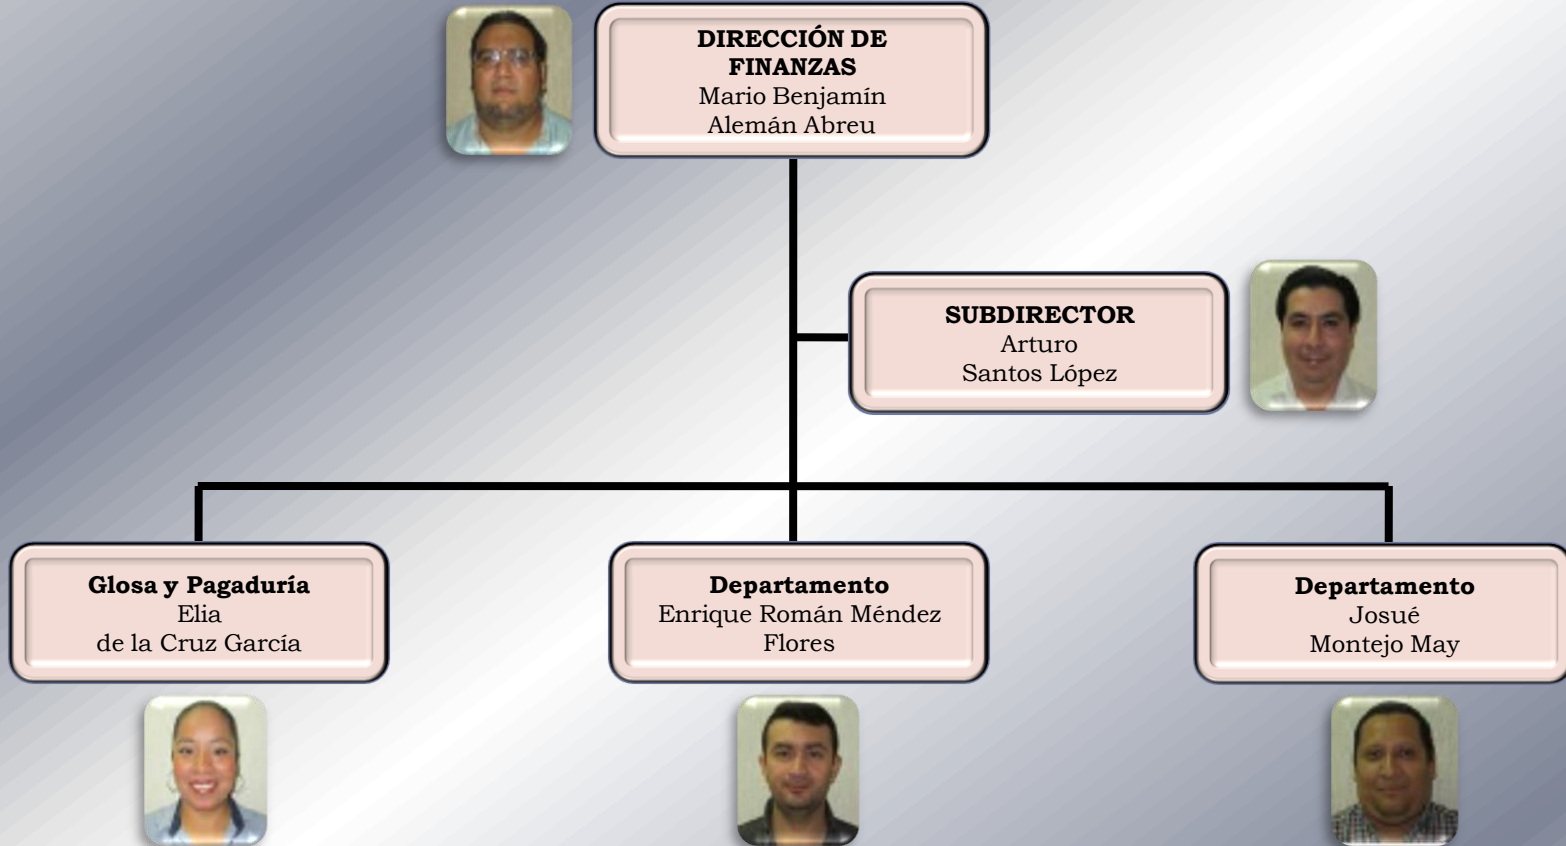 DIRECCIÓN DE
FINANZAS
Mario Benjamín
Alemán Abreu
SUBDIRECTOR
Arturo
Santos López
Glosa y Pagaduría
Elia
de la Cruz García
Departamento
Enrique Román Méndez
Flores
Departamento
Josué
Montejo May